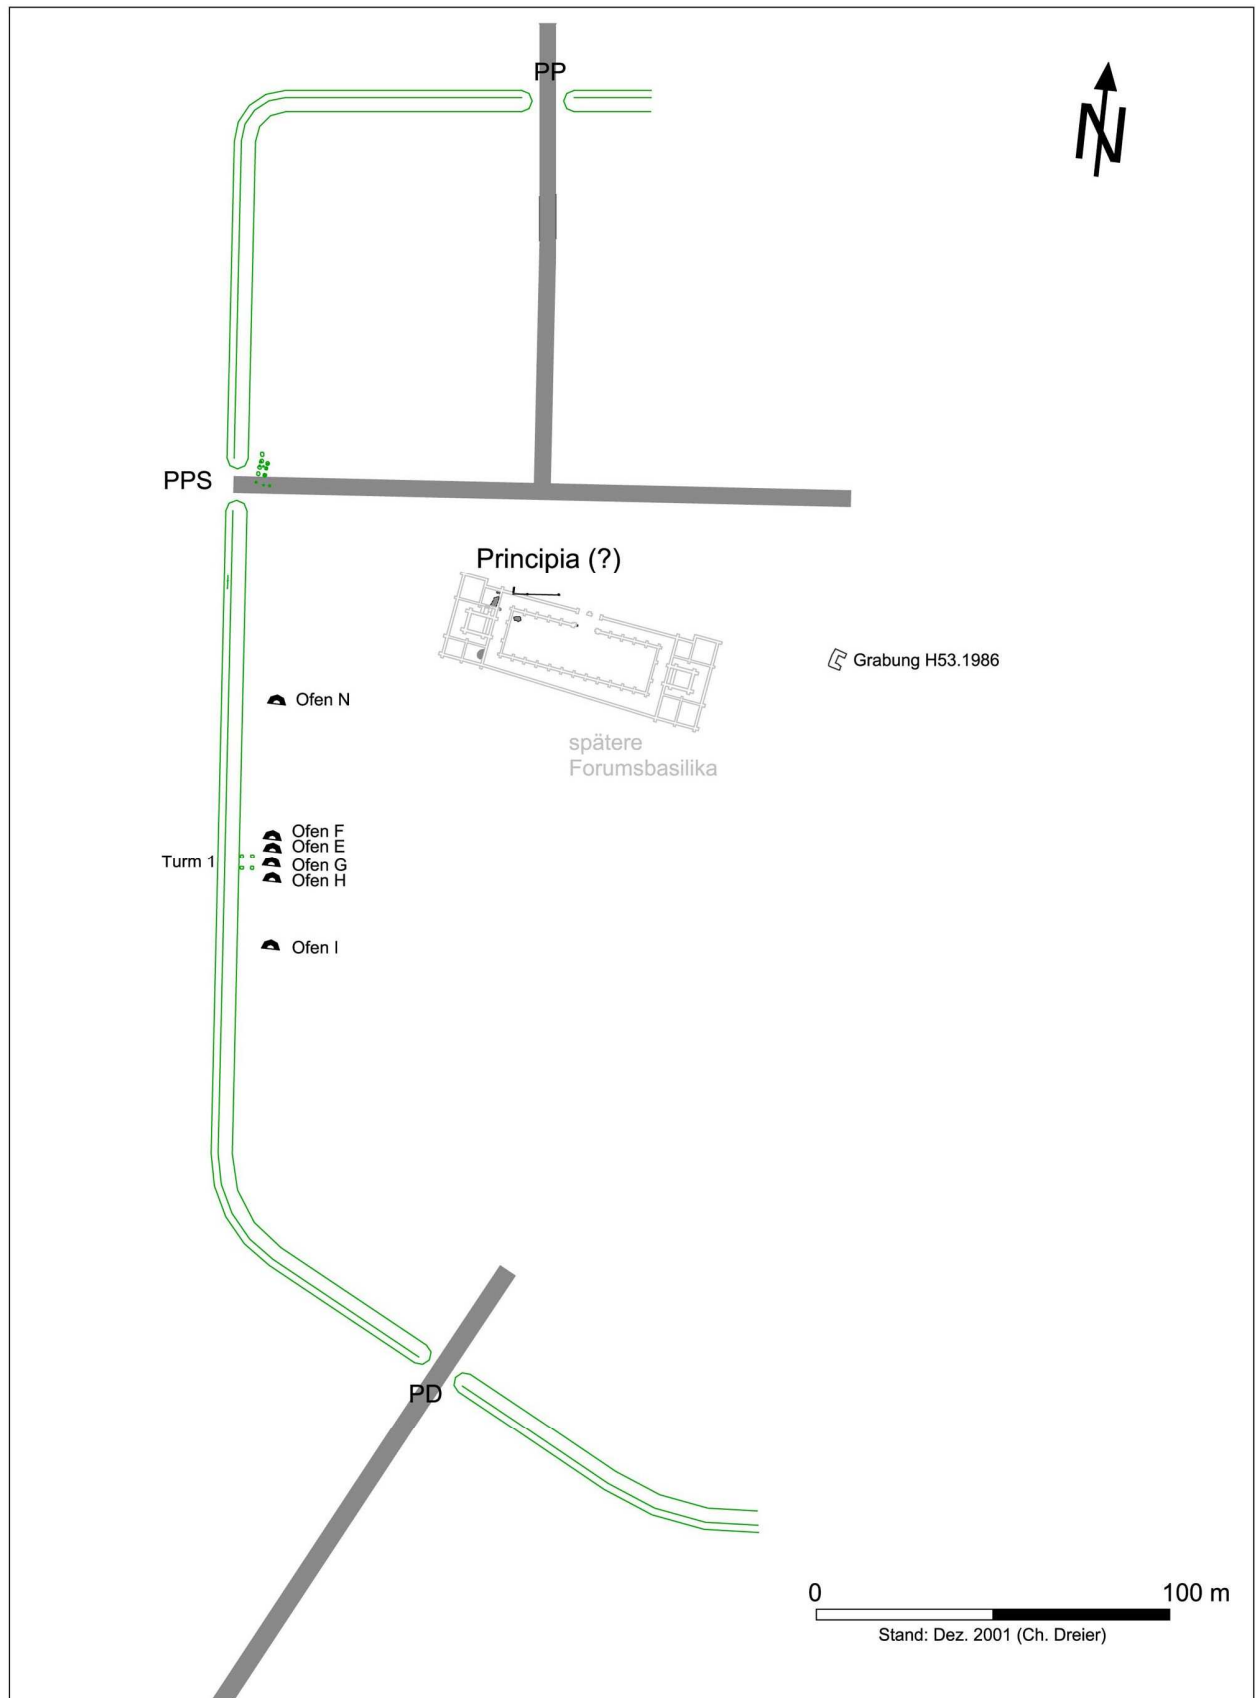 PP
N
PPS
Principia (?)
Grabung H53.1986
Ofen N
spätere
Forumsbasilika
Ofen F
Ofen E
Turm 1
Ofen G
Ofen H
Ofen I
PD
0 100 m
Stand: Dez. 2001 (Ch. Dreier)